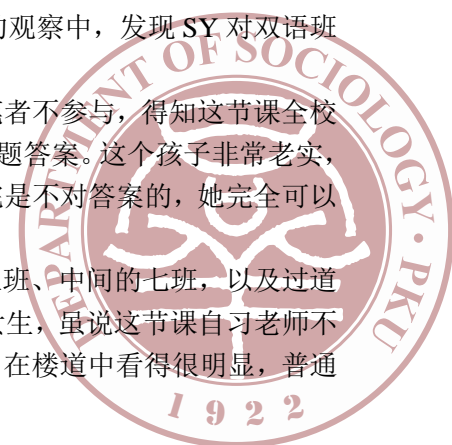 观察中，发现 SY 对双语班
者不参与，得知这节课全校
题答案。这个孩子非常老实，
是不对答案的，她完全可以
班、中间的七班，以及过道
生，虽说这节课自习老师不
在楼道中看得很明显，普通
DEPARTMENT OF SOCIOLOGY · PKU
1922